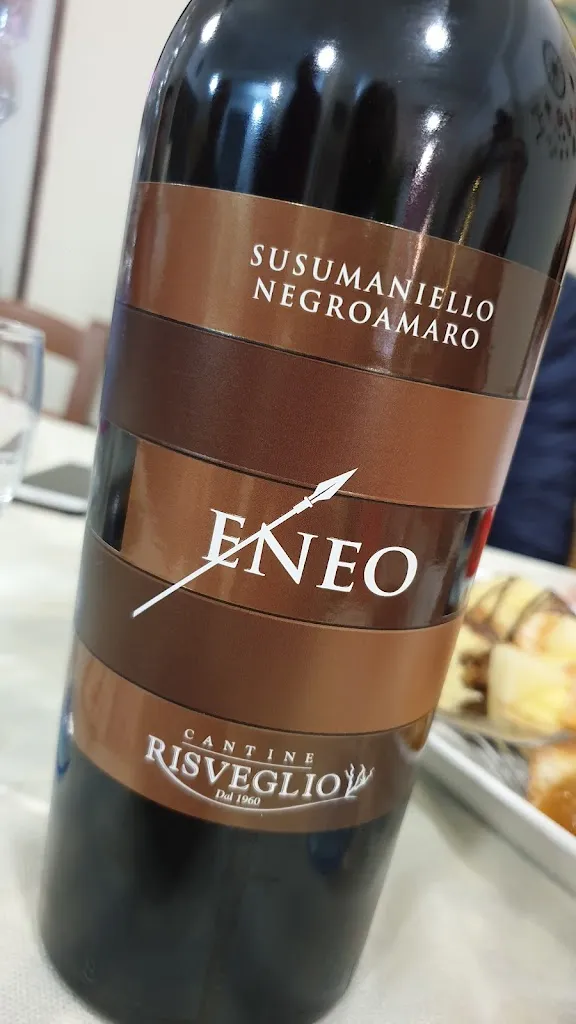 SUSUMANIELLO
NEGROAMARO
ENEO
CANTINE
RISVEGLIO
Dal 1960